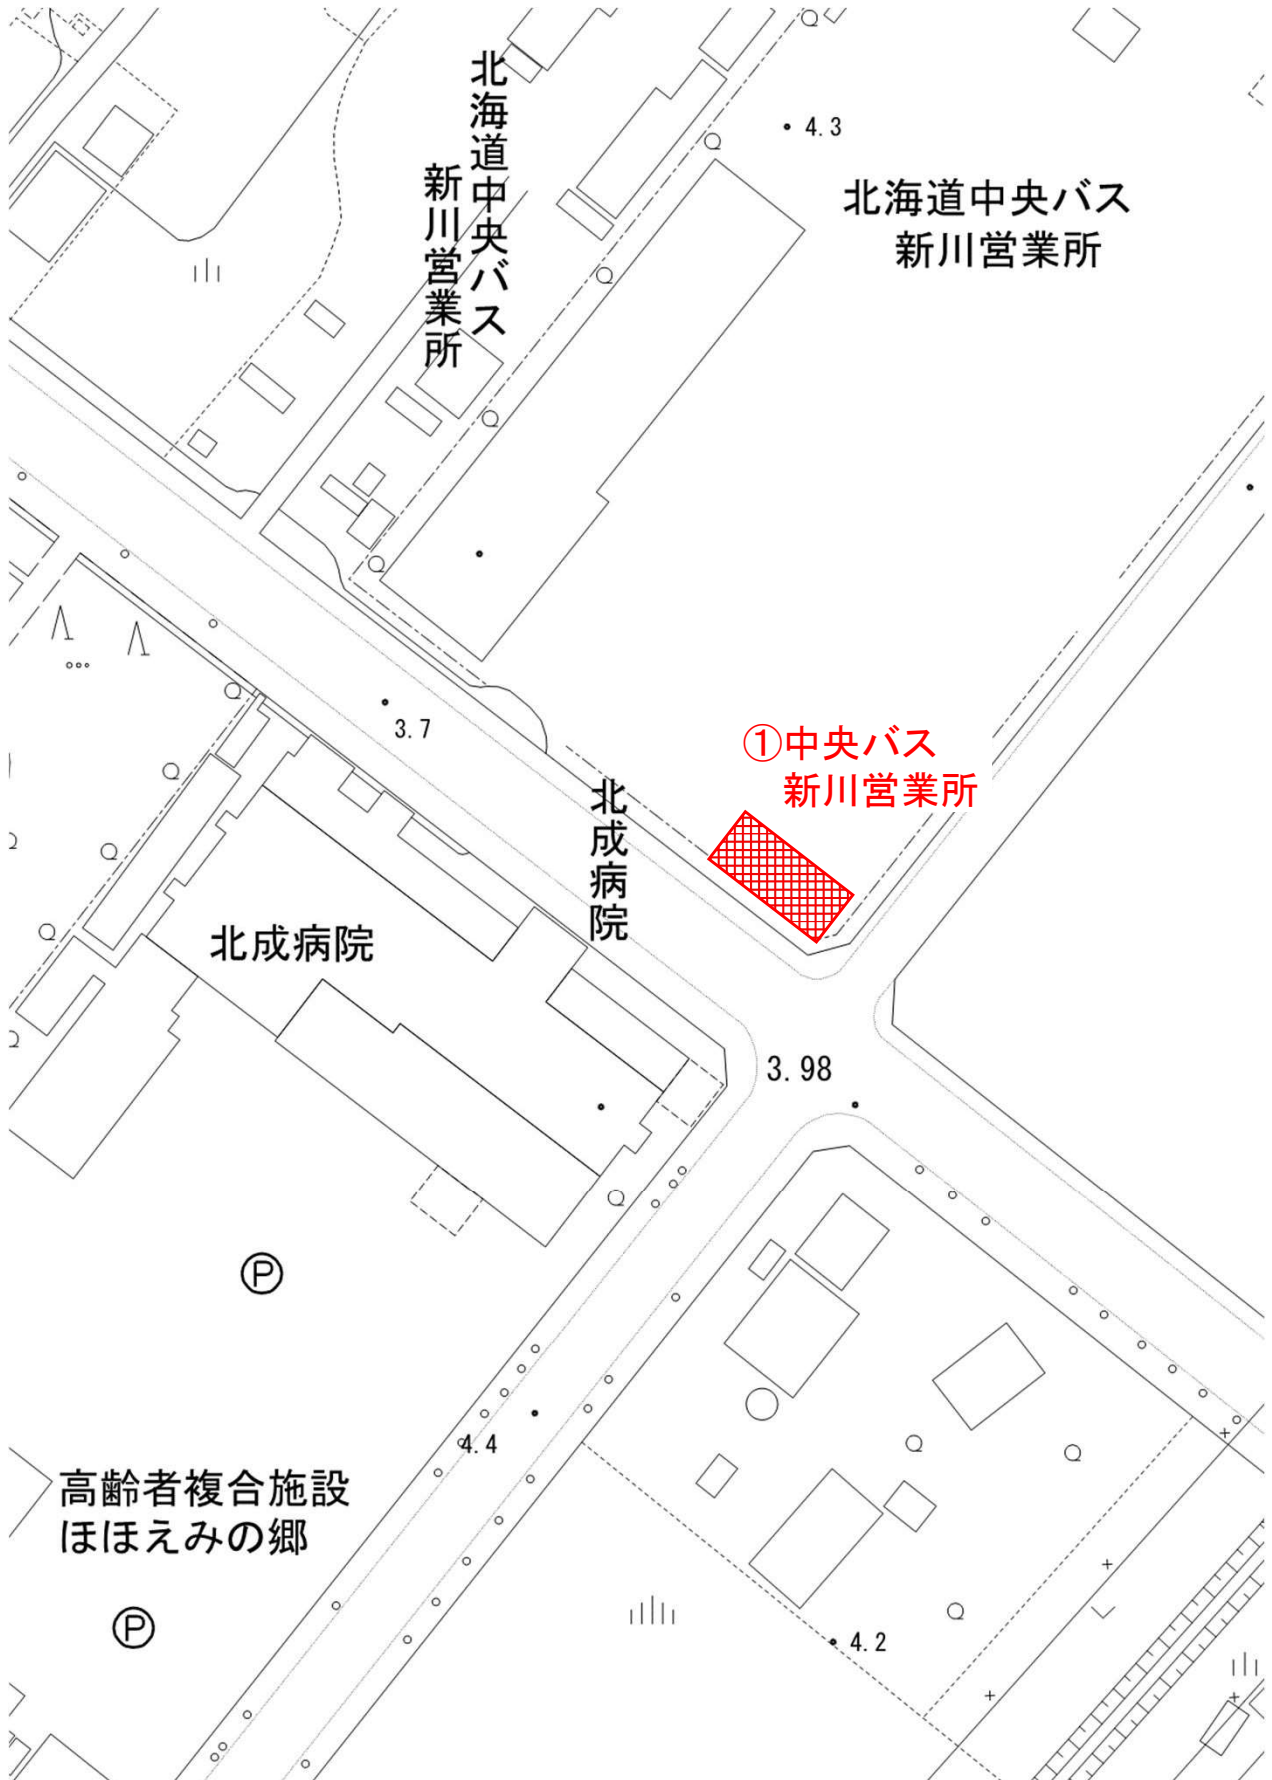 北海道中央バス
新川営業所
4.3
北海道中央バス
新川営業所
3.7
①中央バス
新川営業所
北成病院
北成病院
3.98
P
4.4
高齢者複合施設
ほほえみの郷
P
4.2